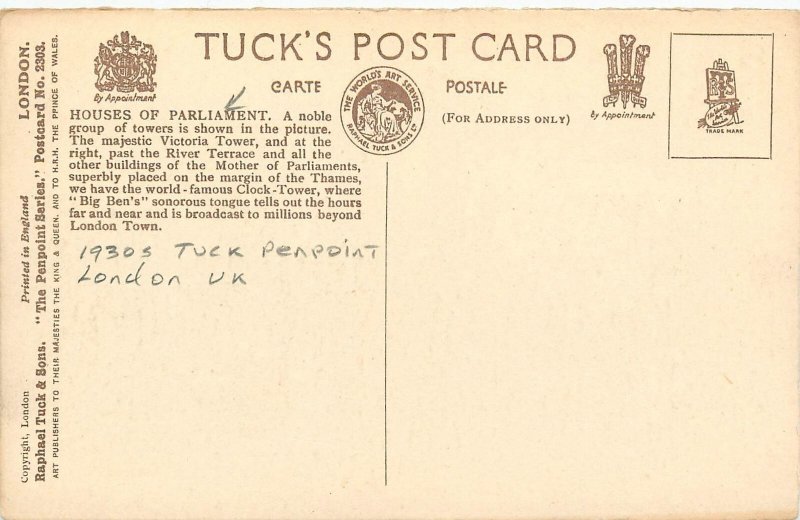 TUCK'S POST CARD
CARTE POSTALE
By Appointment
THE WORLD'S ART SERVICE
RAPHAEL TUCK & SONS LTD
(FOR ADDRESS ONLY)
by Appointment
TRADE MARK
HOUSES OF PARLIAMENT. A noble
group of towers is shown in the picture.
The majestic Victoria Tower, and at the
right, past the River Terrace and all the
other buildings of the Mother of Parliaments,
superbly placed on the margin of the Thames,
we have the world-famous Clock-Tower, where
"Big Ben's" sonorous tongue tells out the hours
far and near and is broadcast to millions beyond
London Town.
1930s Tuck Penpoint
London UK
Copyright, London Printed in England LONDON.
Raphael Tuck & Sons. "The Penpoint Series." Postcard No. 2303.
ART PUBLISHERS TO THEIR MAJESTIES THE KING & QUEEN, AND TO H.R.H. THE PRINCE OF WALES.